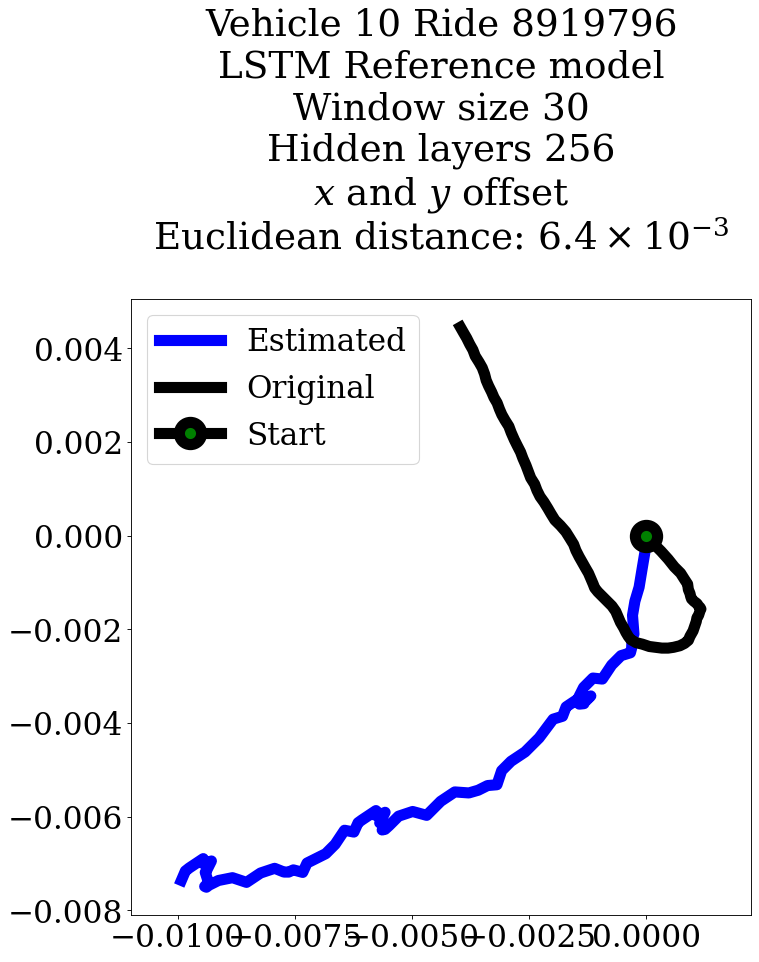 Vehicle 10 Ride 8919796
LSTM Reference model
Window size 30
Hidden layers 256
x and y offset
Euclidean distance: 6.4 × 10⁻³
Estimated
Original
Start
0.004
0.002
0.000
−0.002
−0.004
−0.006
−0.008
−0.0100 −0.0075 −0.0050 −0.0025 0.0000